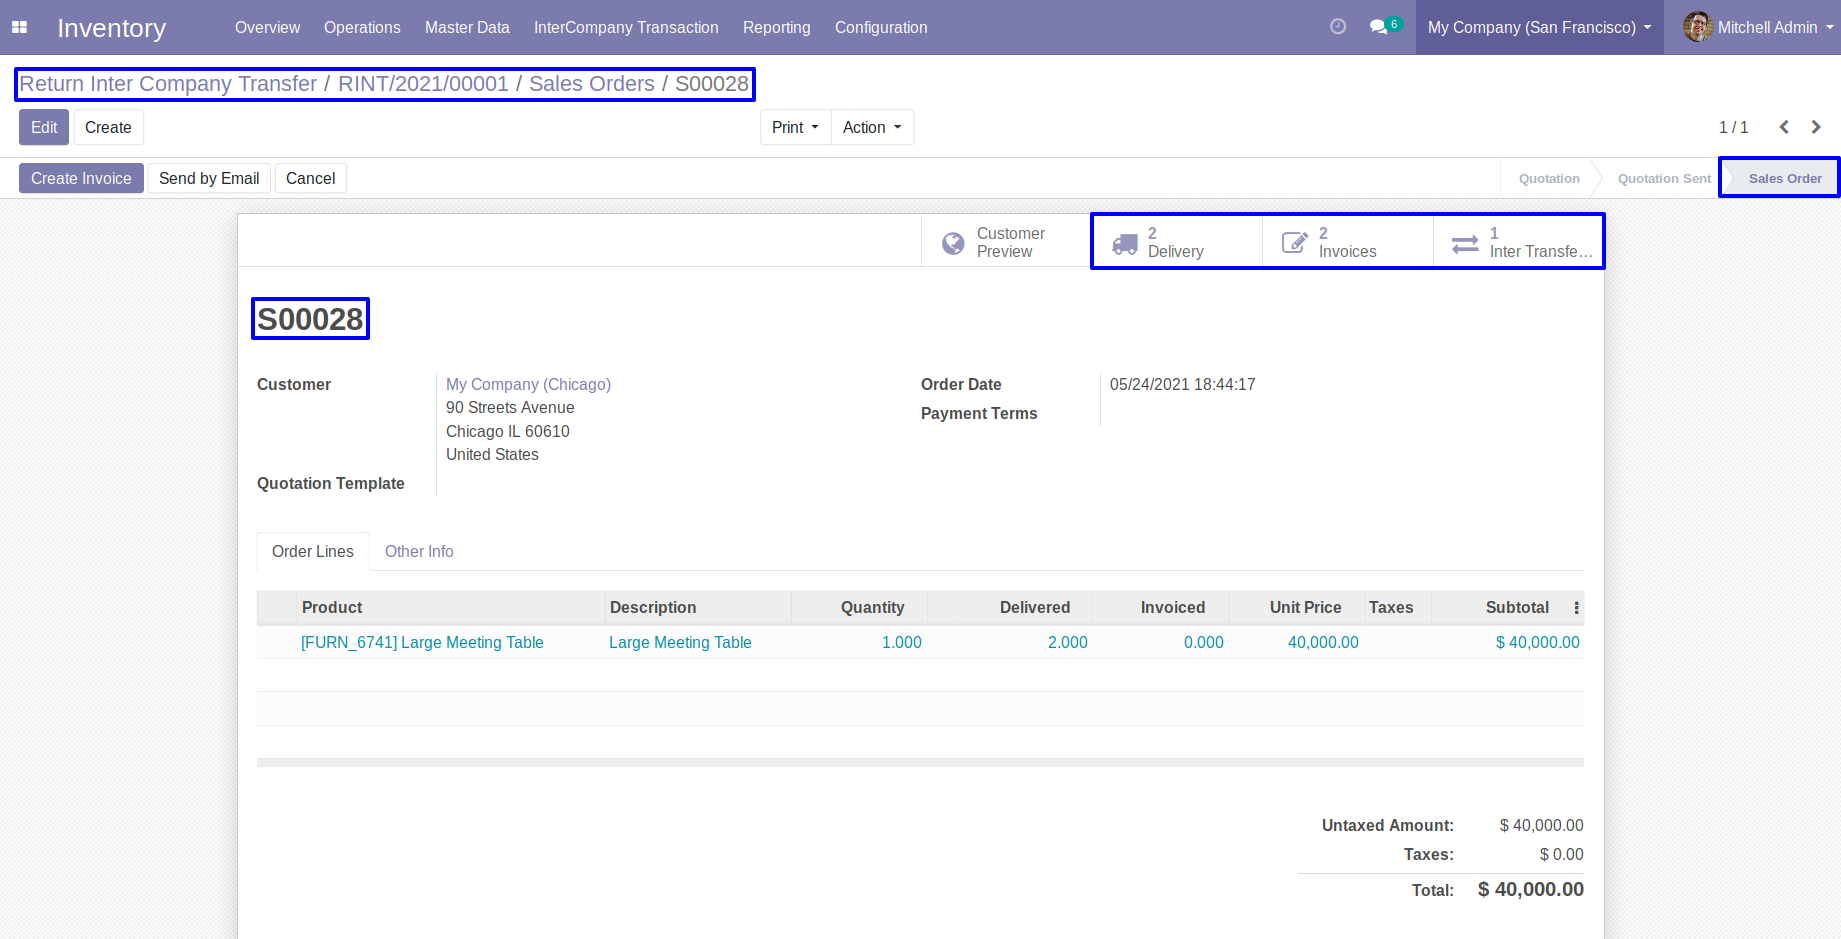 Inventory Overview Operations Master Data InterCompany Transaction Reporting Configuration 6 My Company (San Francisco) Mitchell Admin
Return Inter Company Transfer / RINT/2021/00001 / Sales Orders / S00028
Edit Create Print Action 1 / 1
Create Invoice Send by Email Cancel Quotation Quotation Sent Sales Order
Customer Preview
2 Delivery
2 Invoices
1 Inter Transfe...
S00028
Customer My Company (Chicago)
90 Streets Avenue
Chicago IL 60610
United States
Quotation Template
Order Date 05/24/2021 18:44:17
Payment Terms
Order Lines Other Info
Product Description Quantity Delivered Invoiced Unit Price Taxes Subtotal
[FURN_6741] Large Meeting Table Large Meeting Table 1.000 2.000 0.000 40,000.00 $ 40,000.00
Untaxed Amount: $ 40,000.00
Taxes: $ 0.00
Total: $ 40,000.00